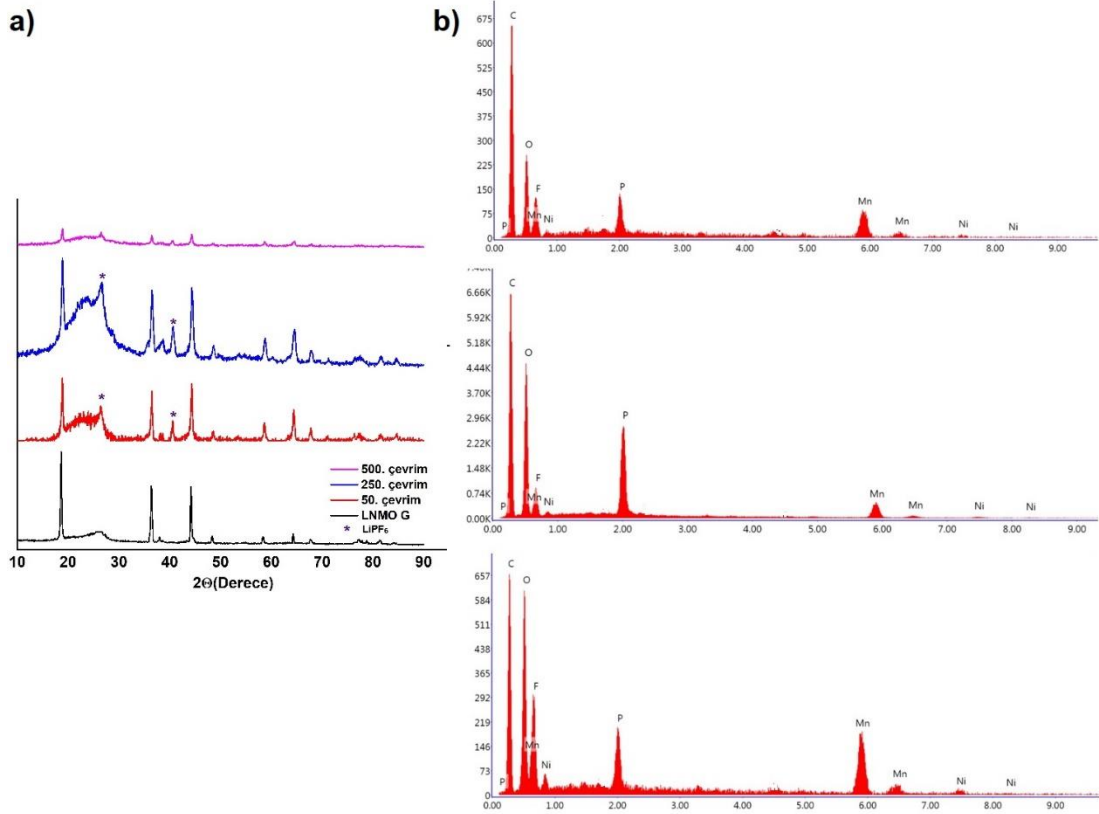 a)
500. çevrim
250. çevrim
50. çevrim
LNMO G
* LiPF₆
*
*
*
*
10 20 30 40 50 60 70 80 90
2Θ(Derece)
b)
675
600
525
450
375
300
225
150
75
0.00 1.00 2.00 3.00 4.00 5.00 6.00 7.00 8.00 9.00
P C O F Mn Ni P Mn Mn Ni Ni
6.66K
5.92K
5.18K
4.44K
3.70K
2.96K
2.22K
1.48K
0.74K
0.00K
0.00 1.00 2.00 3.00 4.00 5.00 6.00 7.00 8.00 9.00
P C O F Mn Ni P Mn Mn Ni Ni
657
584
511
438
365
292
219
146
73
0.00 1.00 2.00 3.00 4.00 5.00 6.00 7.00 8.00 9.00
P C O F Mn Ni P Mn Mn Ni Ni